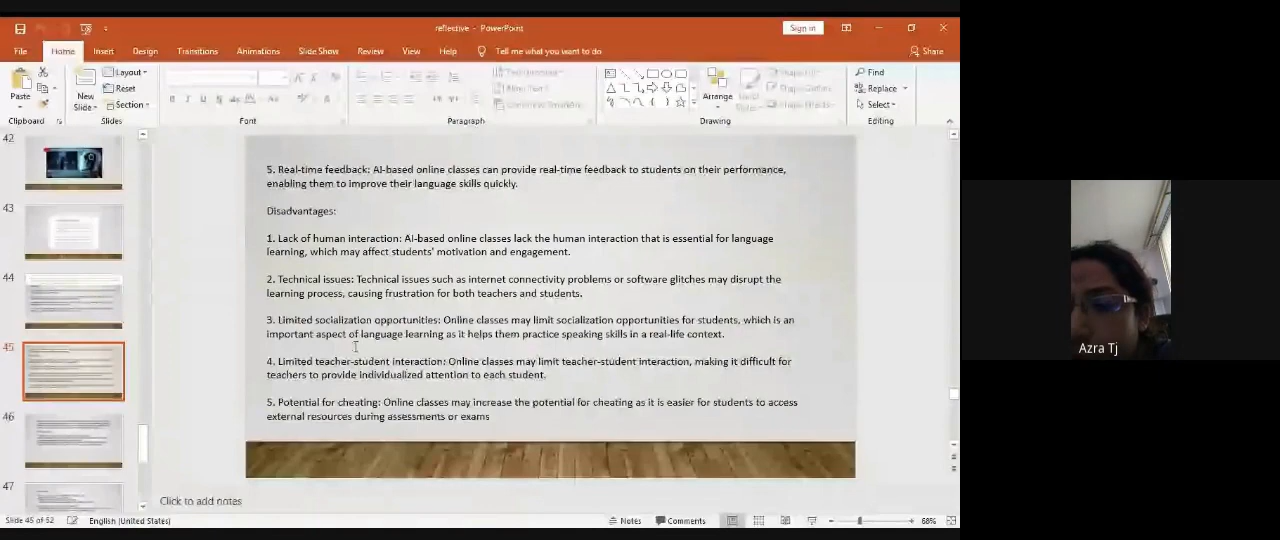 reflective - PowerPoint
Sign in
File Home Insert Design Transitions Animations Slide Show Review View Help Tell me what you want to do Share
Paste
New Slide
Layout
Reset
Section
Arrange
Find
Replace
Select
Clipboard Slides Font Paragraph Drawing Editing
42
43
44
45
46
47
5. Real-time feedback: AI-based online classes can provide real-time feedback to students on their performance,
enabling them to improve their language skills quickly.
Disadvantages:
1. Lack of human interaction: AI-based online classes lack the human interaction that is essential for language
learning, which may affect students' motivation and engagement.
2. Technical issues: Technical issues such as internet connectivity problems or software glitches may disrupt the
learning process, causing frustration for both teachers and students.
3. Limited socialization opportunities: Online classes may limit socialization opportunities for students, which is an
important aspect of language learning as it helps them practice speaking skills in a real-life context.
4. Limited teacher-student interaction: Online classes may limit teacher-student interaction, making it difficult for
teachers to provide individualized attention to each student.
5. Potential for cheating: Online classes may increase the potential for cheating as it is easier for students to access
external resources during assessments or exams
Click to add notes
Slide 45 of 52 English (United States) Notes Comments 68%
Azra Tj